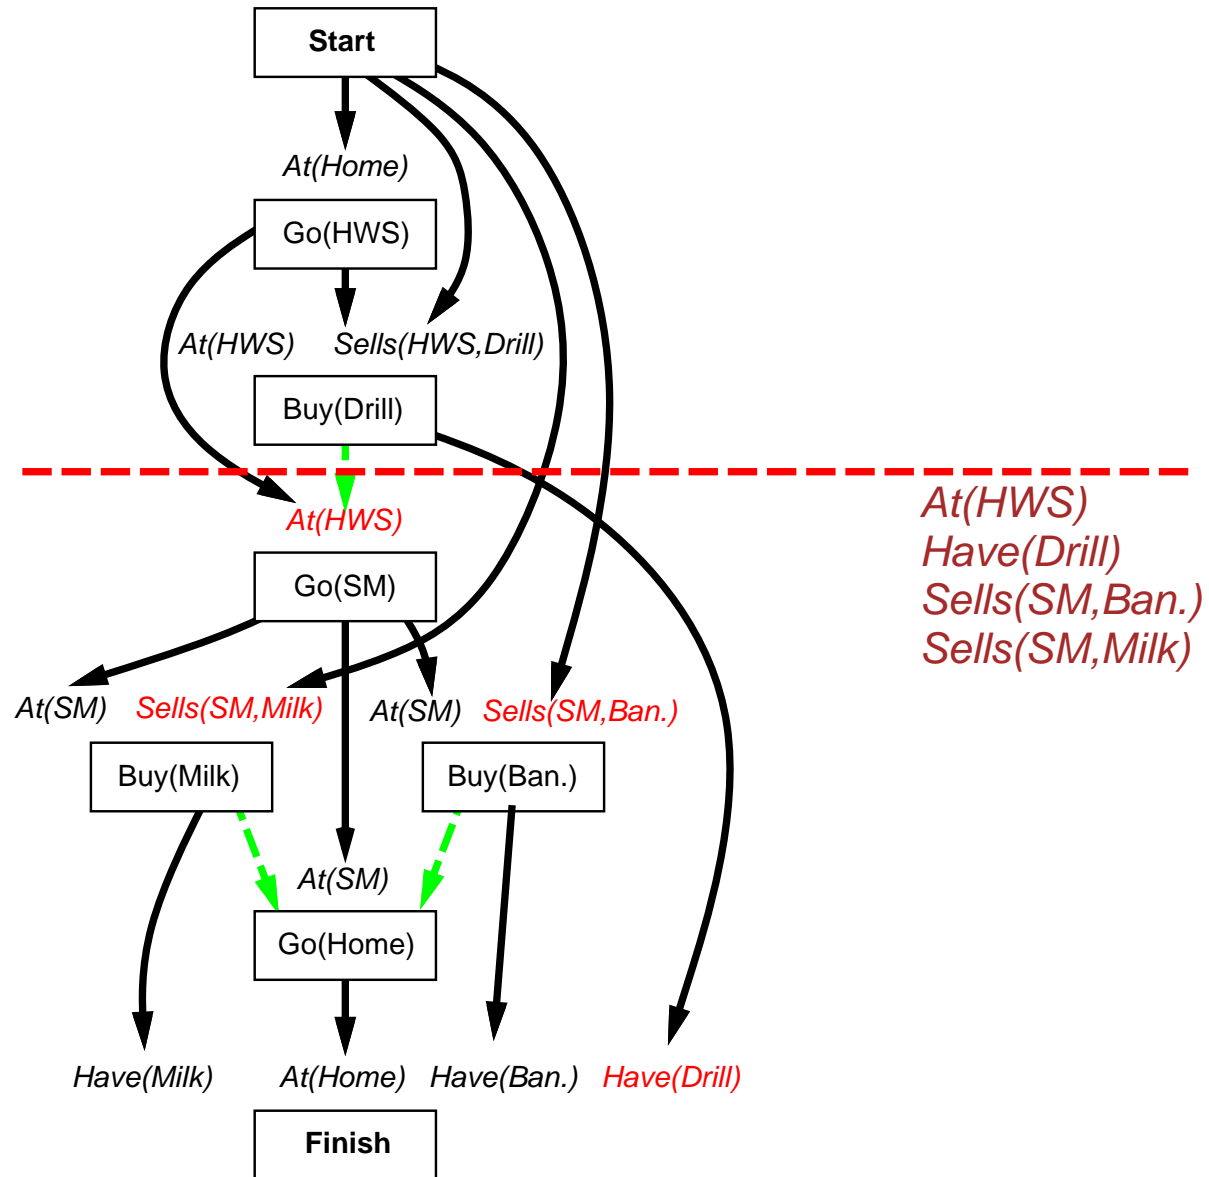 Start
At(Home)
Go(HWS)
At(HWS) Sells(HWS,Drill)
Buy(Drill)
At(HWS)
Go(SM)
At(SM) Sells(SM,Milk) At(SM) Sells(SM,Ban.)
Buy(Milk) Buy(Ban.)
At(SM)
Go(Home)
Have(Milk) At(Home) Have(Ban.) Have(Drill)
Finish
At(HWS)
Have(Drill)
Sells(SM,Ban.)
Sells(SM,Milk)